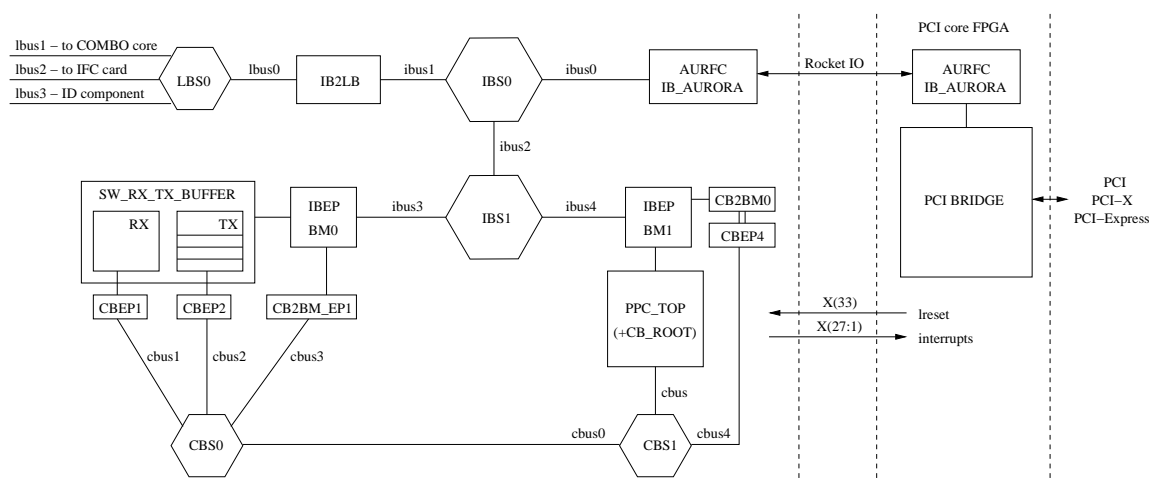 PCI core FPGA
lbus1 – to COMBO core
lbus2 – to IFC card
lbus3 – ID component
LBS0
lbus0
IB2LB
ibus1
IBS0
ibus0
AURFC
IB_AURORA
Rocket IO
AURFC
IB_AURORA
ibus2
SW_RX_TX_BUFFER
RX
TX
IBEP
BM0
ibus3
IBS1
ibus4
IBEP
BM1
CB2BM0
CBEP4
PCI BRIDGE
PCI
PCI–X
PCI–Express
CBEP1
CBEP2
CB2BM_EP1
PPC_TOP
(+CB_ROOT)
X(33)
lreset
X(27:1)
interrupts
cbus1
cbus2
cbus3
cbus
CBS0
cbus0
CBS1
cbus4